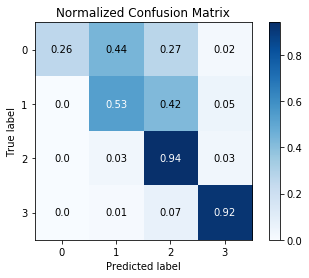 Normalized Confusion Matrix
0 0.26 0.44 0.27 0.02
1 0.0 0.53 0.42 0.05
2 0.0 0.03 0.94 0.03
3 0.0 0.01 0.07 0.92
0 1 2 3
True label
Predicted label
0.8
0.6
0.4
0.2
0.0